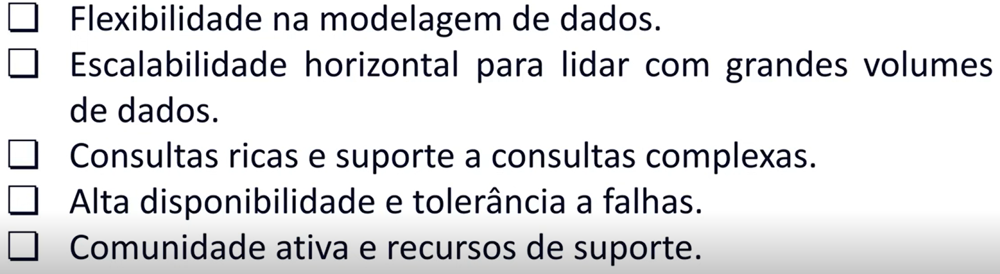 Flexibilidade na modelagem de dados.
Escalabilidade horizontal para lidar com grandes volumes
de dados.
Consultas ricas e suporte a consultas complexas.
Alta disponibilidade e tolerância a falhas.
Comunidade ativa e recursos de suporte.